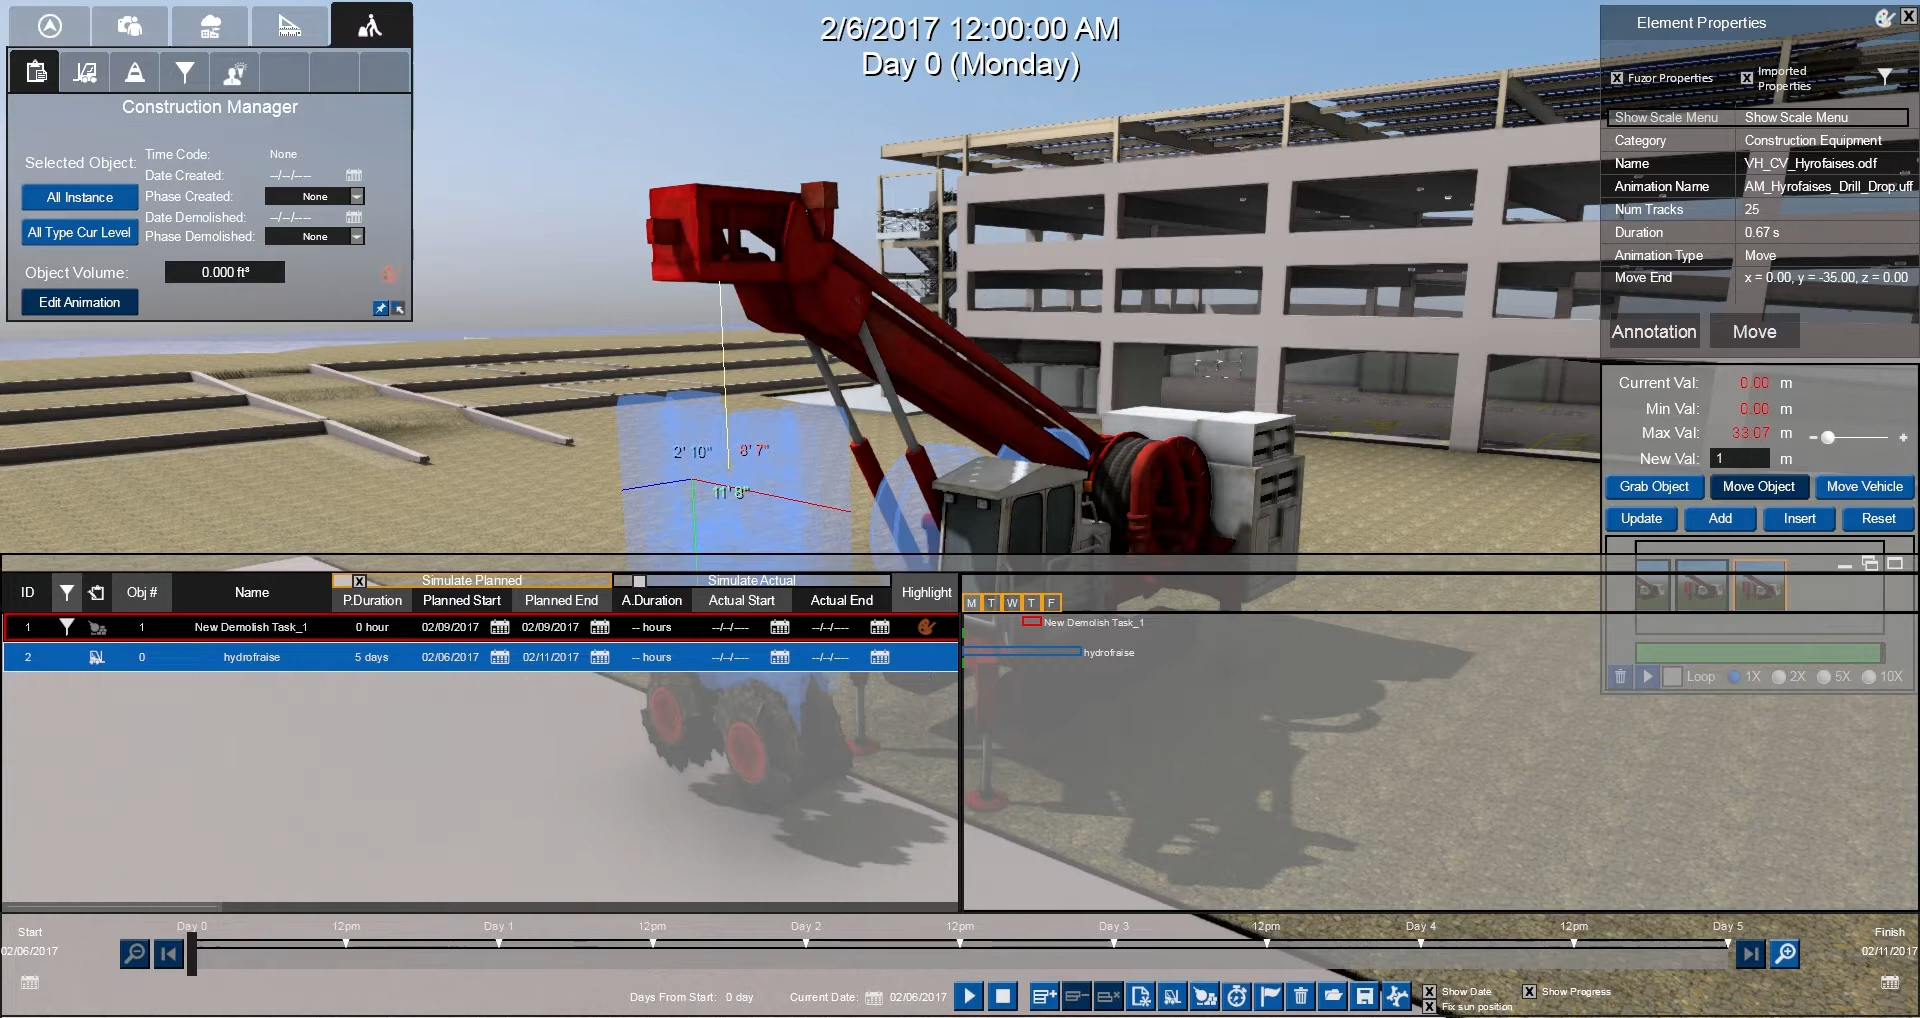 2/6/2017 12:00:00 AM
Day 0 (Monday)
Construction Manager
Selected Object:
All Instance
All Type Cur Level
Time Code: None
Date Created: --/--/----
Phase Created: None
Date Demolished: --/--/----
Phase Demolished: None
Object Volume: 0.000 ft³
Edit Animation
Element Properties
Fuzor Properties
Imported Properties
Show Scale Menu Show Scale Menu
Category Construction Equipment
Name VH_CV_Hyrofaises.odf
Animation Name AM_Hyrofaises_Drill_Drop.uff
Num Tracks 25
Duration 0.67 s
Animation Type Move
Move End x = 0.00, y = -35.00, z = 0.00
Annotation Move
Current Val: 0.00 m
Min Val: 0.00 m
Max Val: 33.07 m
New Val: 1 m
Grab Object Move Object Move Vehicle
Update Add Insert Reset
Loop 1X 2X 5X 10X
2' 10" 8' 7"
11' 8"
ID Obj # Name Simulate Planned Simulate Actual Highlight
P.Duration Planned Start Planned End A.Duration Actual Start Actual End
M T W T F
1 1 New Demolish Task_1 0 hour 02/09/2017 02/09/2017 -- hours --/--/---- --/--/----
New Demolish Task_1
2 0 hydrofraise 5 days 02/06/2017 02/11/2017 -- hours --/--/---- --/--/----
hydrofraise
Start
02/06/2017
Day 0 12pm Day 1 12pm Day 2 12pm Day 3 12pm Day 4 12pm Day 5
Finish
02/11/2017
Days From Start: 0 day Current Date: 02/06/2017
Show Date Show Progress
Fix sun position